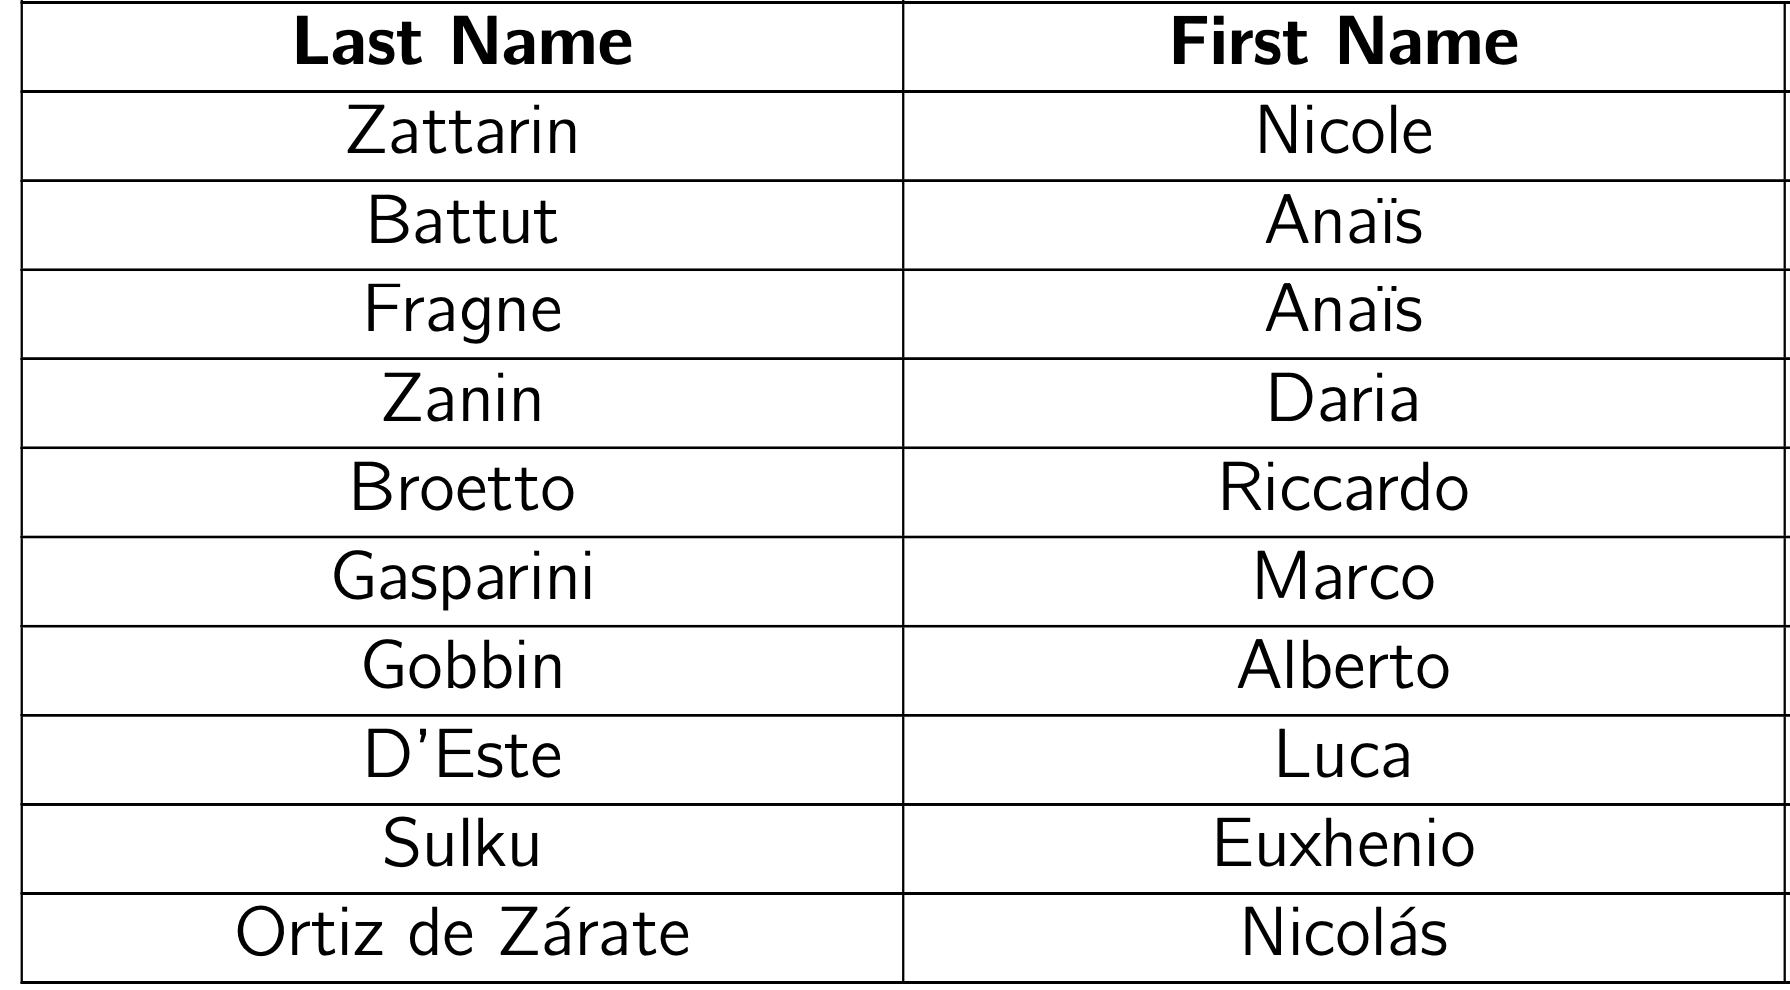 Last Name First Name
Zattarin Nicole
Battut Anaïs
Fragne Anaïs
Zanin Daria
Broetto Riccardo
Gasparini Marco
Gobbin Alberto
D’Este Luca
Sulku Euxhenio
Ortiz de Zárate Nicolás